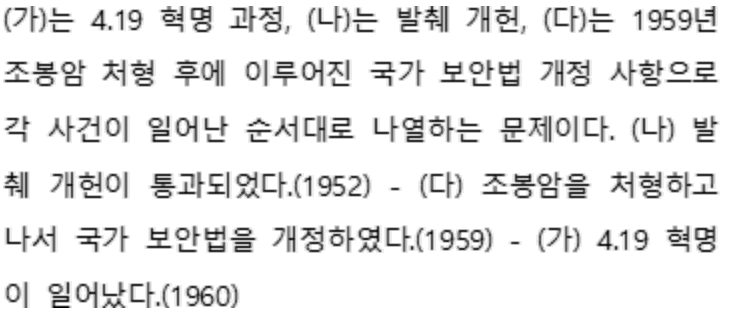 (가)는 4.19 혁명 과정, (나)는 발췌 개헌, (다)는 1959년
조봉암 처형 후에 이루어진 국가 보안법 개정 사항으로
각 사건이 일어난 순서대로 나열하는 문제이다. (나) 발
췌 개헌이 통과되었다.(1952) - (다) 조봉암을 처형하고
나서 국가 보안법을 개정하였다.(1959) - (가) 4.19 혁명
이 일어났다.(1960)